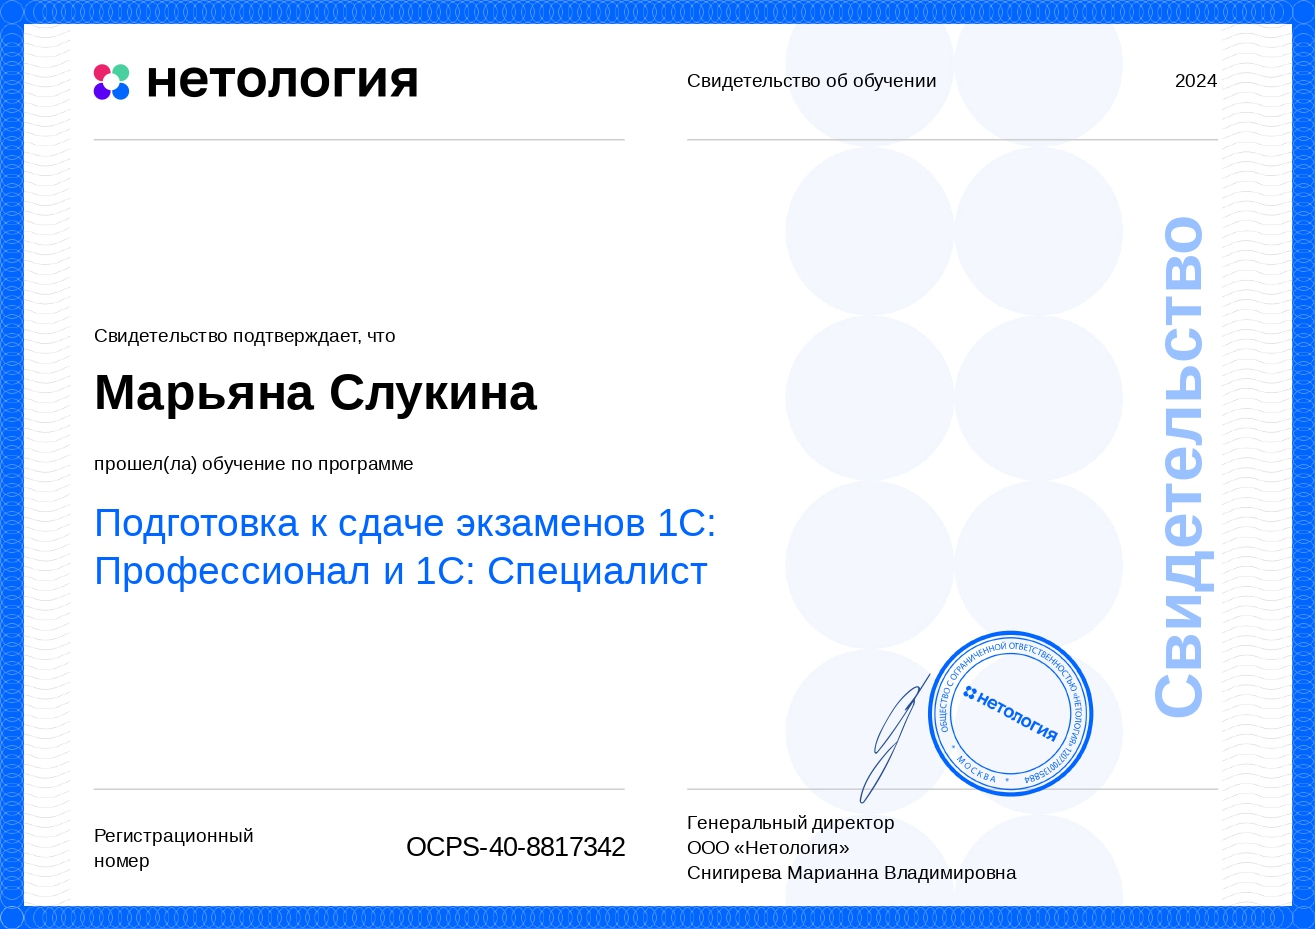 нетология
Свидетельство об обучении
2024
Свидетельство подтверждает, что
Марьяна Слукина
прошел(ла) обучение по программе
Подготовка к сдаче экзаменов 1С:
Профессионал и 1С: Специалист
Свидетельство
ОБЩЕСТВО С ОГРАНИЧЕННОЙ ОТВЕТСТВЕННОСТЬЮ «НЕТОЛОГИЯ» 1207700135884
* МОСКВА *
нетология
Регистрационный
номер
OCPS-40-8817342
Генеральный директор
ООО «Нетология»
Снигирева Марианна Владимировна